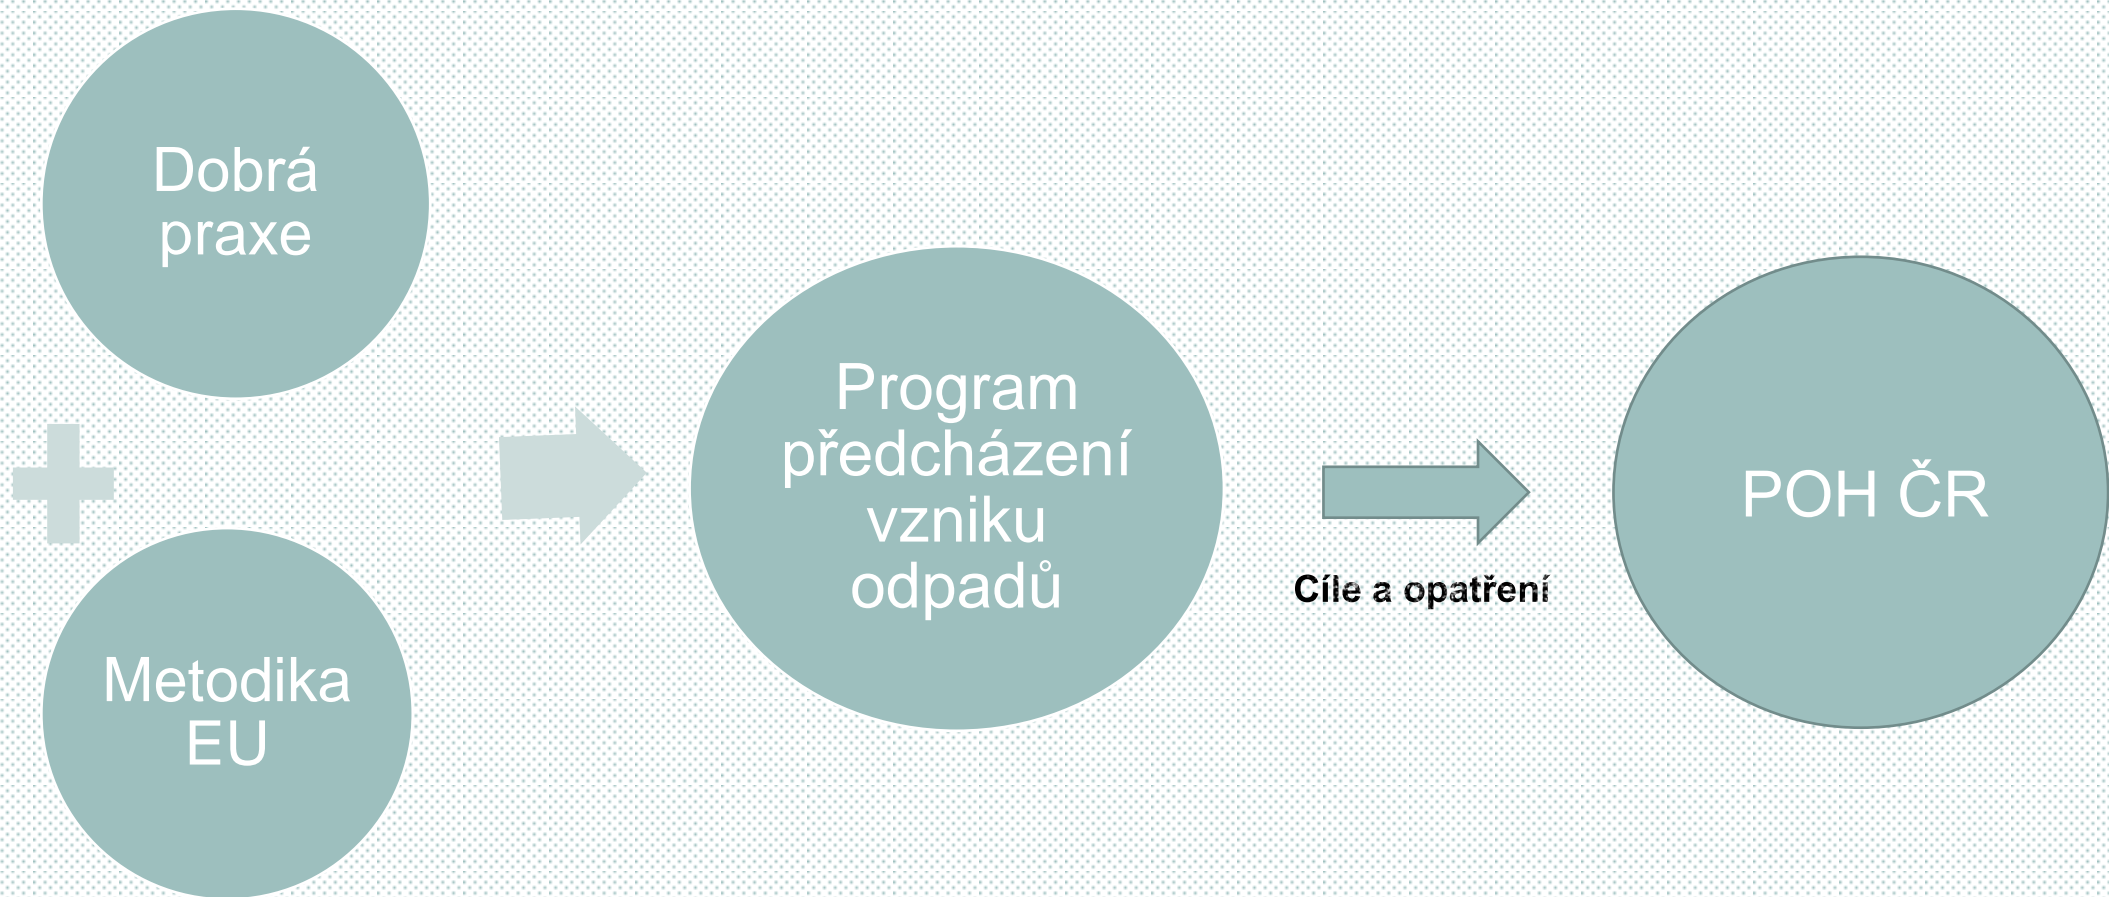 Dobrá
praxe
Metodika
EU
Program
předcházení
vzniku
odpadů
Cíle a opatření
POH ČR